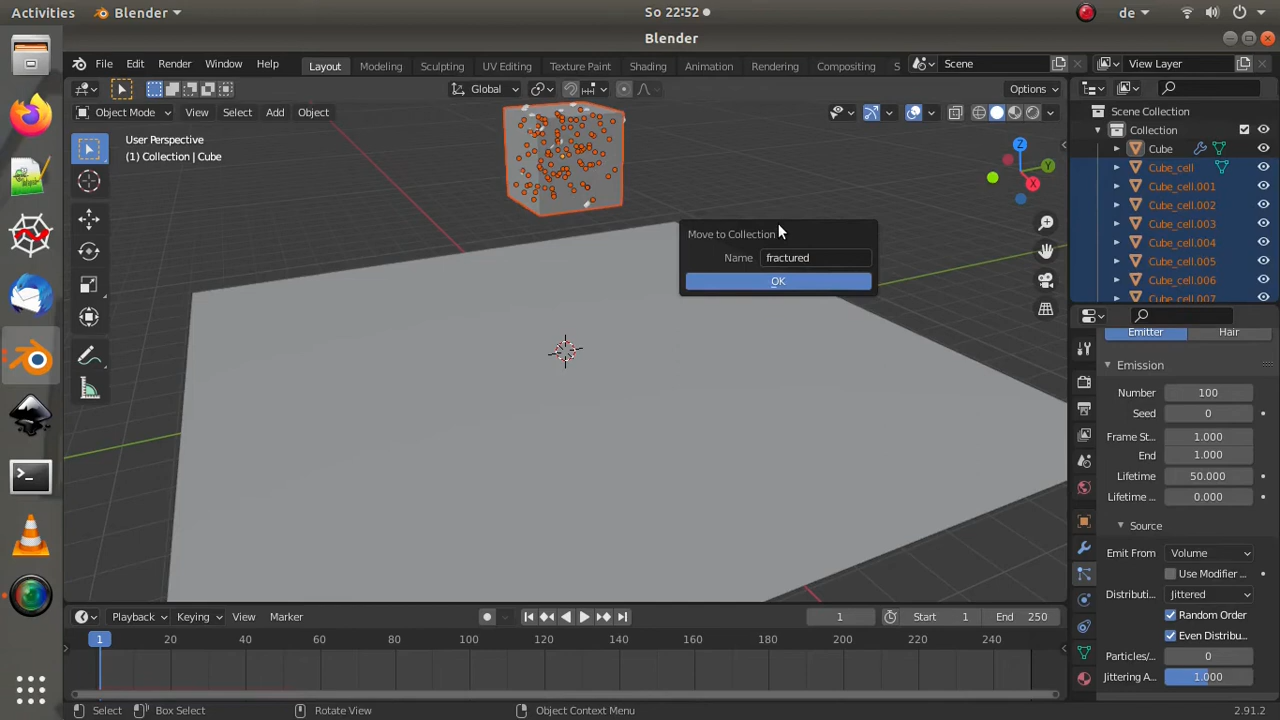 Activities Blender So 22:52 de
Blender
File Edit Render Window Help Layout Modeling Sculpting UV Editing Texture Paint Shading Animation Rendering Compositing S Scene View Layer
Global Options
Object Mode View Select Add Object
User Perspective
(1) Collection | Cube
Z
Y
X
Scene Collection
Collection
Cube
Cube_cell
Cube_cell.001
Cube_cell.002
Cube_cell.003
Cube_cell.004
Cube_cell.005
Cube_cell.006
Cube_cell.007
Move to Collection
Name fractured
OK
Emitter Hair
Emission
Number 100
Seed 0
Frame St... 1.000
End 1.000
Lifetime 50.000
Lifetime ... 0.000
Source
Emit From Volume
Use Modifier ...
Distributi... Jittered
Random Order
Even Distribu...
Particles/... 0
Jittering A... 1.000
Playback Keying View Marker 1 Start 1 End 250
1 20 40 60 80 100 120 140 160 180 200 220 240
Select Box Select Rotate View Object Context Menu 2.91.2